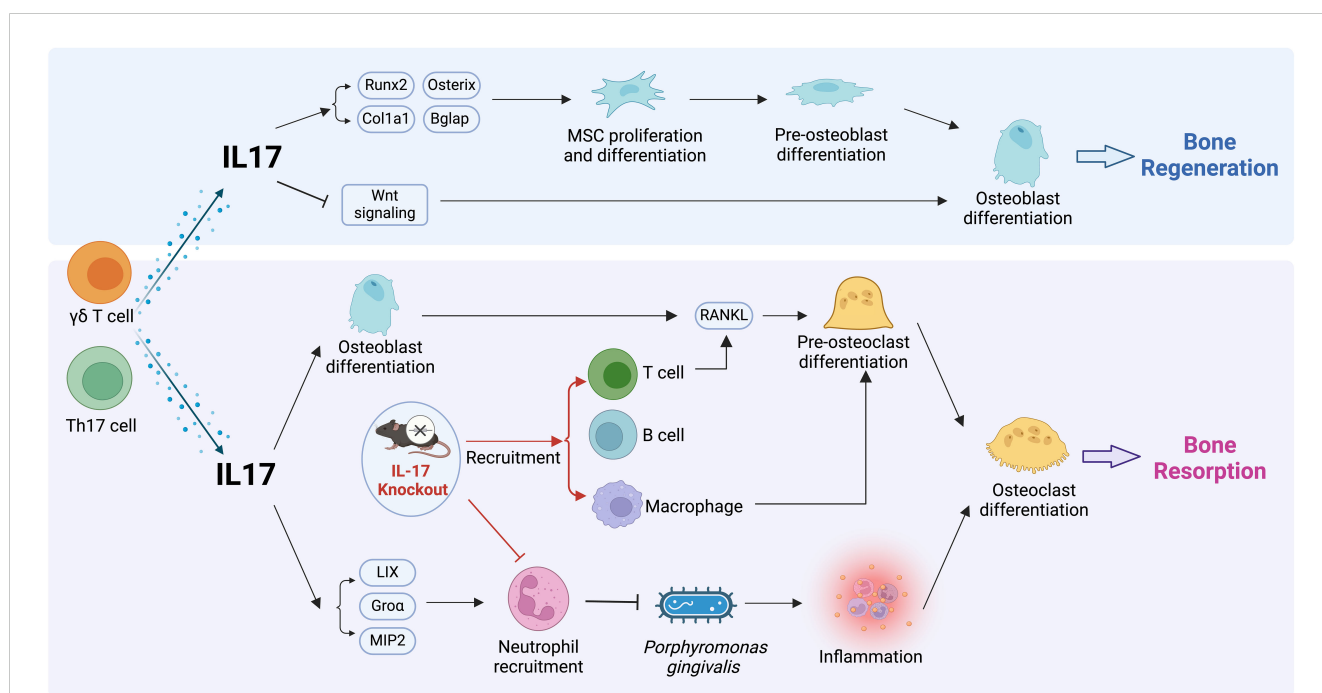 Runx2
Osterix
Col1a1
Bglap
MSC proliferation
and differentiation
Pre-osteoblast
differentiation
IL17
Wnt
signaling
Osteoblast
differentiation
Bone
Regeneration
γδ T cell
Th17 cell
IL17
Osteoblast
differentiation
RANKL
Pre-osteoclast
differentiation
T cell
B cell
Macrophage
IL-17
Knockout
Recruitment
Osteoclast
differentiation
Bone
Resorption
LIX
Groα
MIP2
Neutrophil
recruitment
Porphyromonas
gingivalis
Inflammation